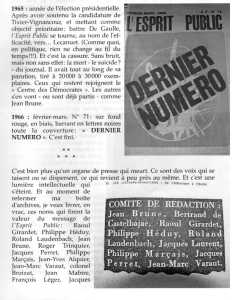 1965 : année de l'élection présidentielle.
Après avoir soutenu la candidature de
Tixier-Vignancour, et mettant comme
objectif prioritaire : battre De Gaulle,
l'Esprit Public se tourne, au nom de l'ef-
ficacité, vers... Lecanuet. (Comme quoi,
en politique, rien ne change au fil du
temps !!!). Et c'est la cassure. Sans bruit,
mais non sans effet : la mort - le suicide ?
- du journal. Il avait tout au long de sa
parution, tiré à 20000 à 30000 exem-
plaires. Ceux qui restent rejoignent le
« Centre des Démocrates ». Les autres
s'en vont - ou sont déjà partis - comme
Jean Brune.
1966 : février-mars. N° 71 : sur fond
rouge, en biais, barrant en lettres noires
toute la couverture : « DERNIER
NUMERO ». C'est fini.
**
***
L'ESPRIT PUBLIC
DERNIER
NUMERO
C'est bien plus qu'un organe de presse qui meurt. Ce sont des voix qui se
taisent ou se dispersent, ce qui revient à peu près au même. Et c'est une
lumière intellectuelle qui
s'éteint. Et au moment de
refermer ma boîte
d'archives, je veux livrer, en
vrac, ces noms qui firent la
valeur du message de
l'Esprit Public : Raoul
Girardet, Philippe Héduy,
Roland Laudenbach, Jean
Brune, Roger Trinquier,
Jacques Perret, Philippe
Marçais, Jean-Yves Alquier,
Jean-Marc Varaut, colonel
Brutzat, Jean Malmire,
François Léger, Jacques
COMITE DE REDACTION :
Jean Brune, Bertrand de
Castelbajac, Raoul Girardet,
Philippe Héduy, Roland
Laudenbach, Jacques Laurent,
Philippe Marçais, Jacques
Perret, Jean-Marc Varaut.